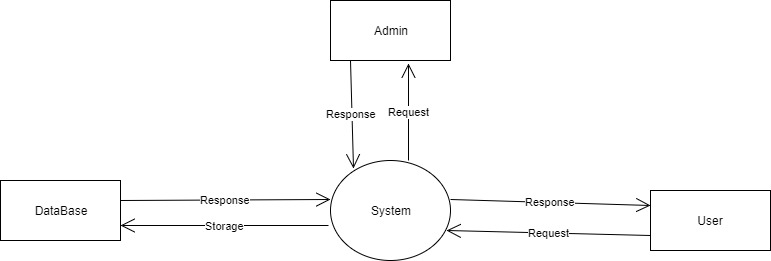 Admin
Response
Request
DataBase
Response
Storage
System
Response
Request
User